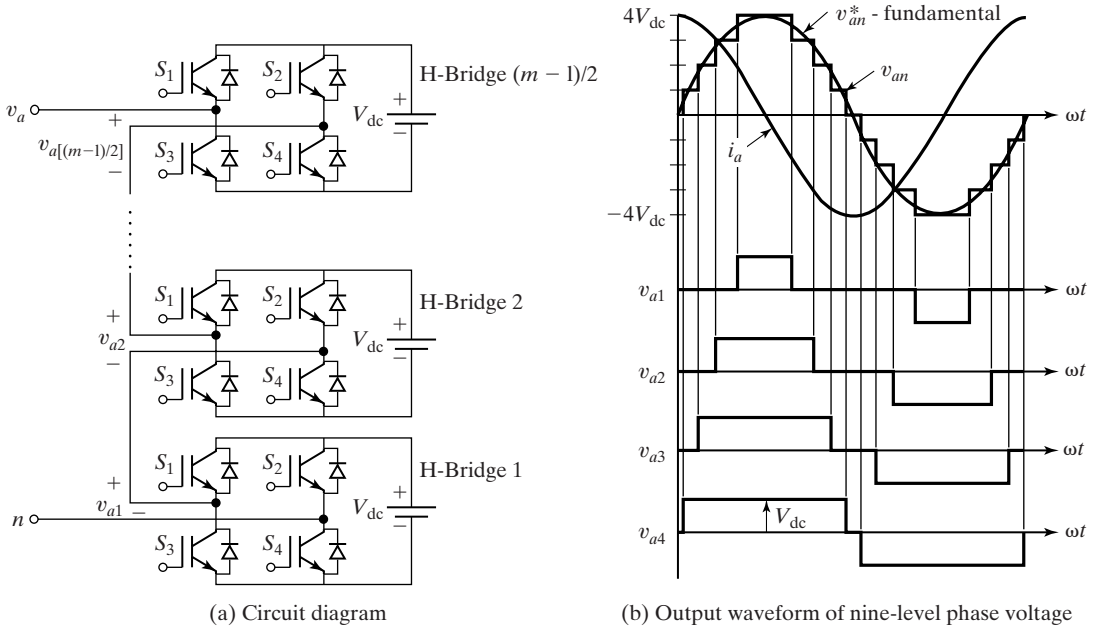 S1
S2
H-Bridge (m − 1)/2
va
+
Vdc
+
−
va[(m−1)/2]
−
S3
S4
S1
S2
H-Bridge 2
+
va2
−
Vdc
+
−
S3
S4
S1
S2
H-Bridge 1
+
va1
−
Vdc
+
−
n
S3
S4
(a) Circuit diagram
4Vdc
v*an - fundamental
van
ωt
ia
−4Vdc
va1
ωt
va2
ωt
va3
ωt
Vdc
va4
ωt
(b) Output waveform of nine-level phase voltage